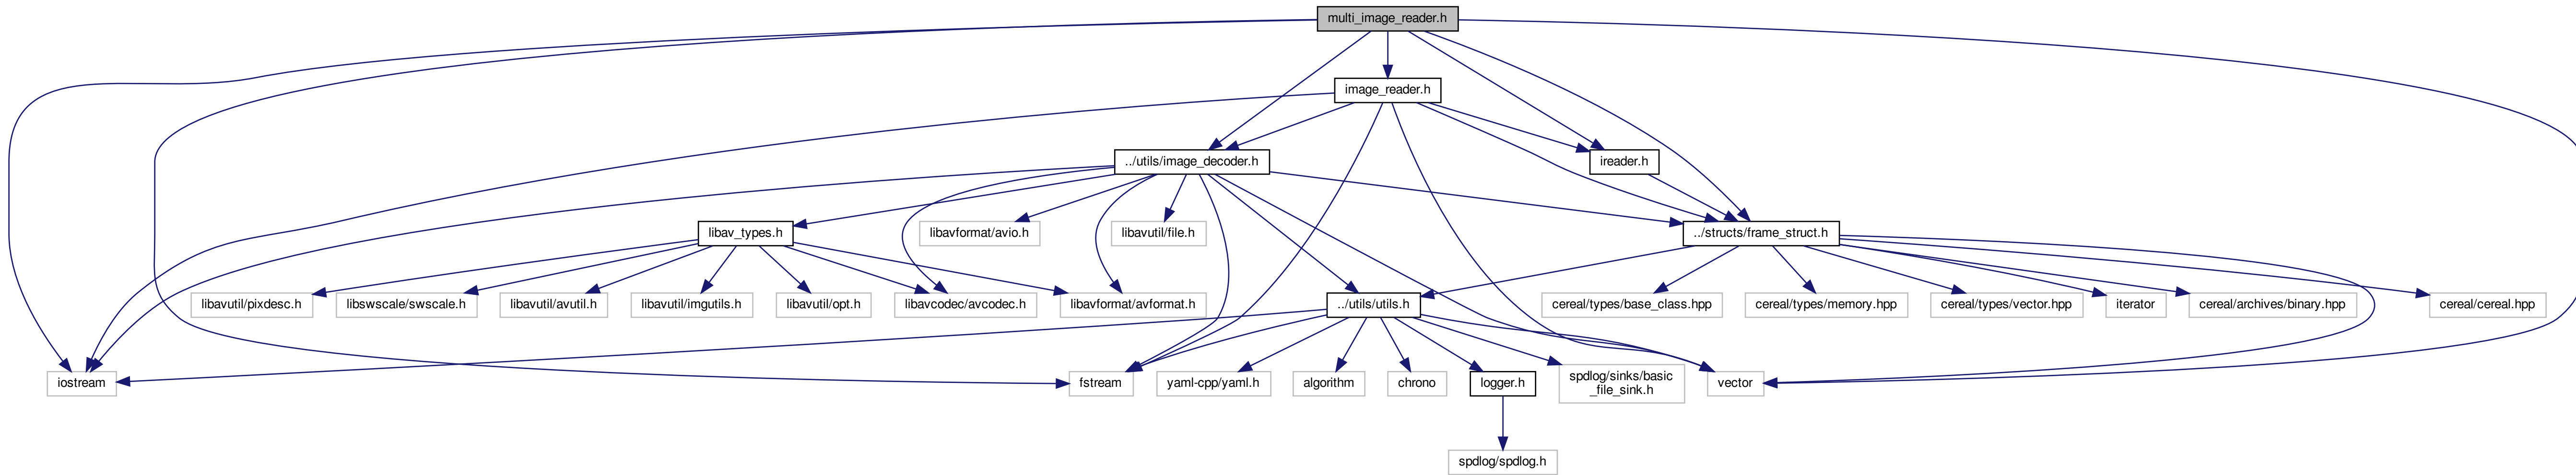 multi_image_reader.h
image_reader.h
../utils/image_decoder.h
ireader.h
libav_types.h
libavformat/avio.h
libavutil/file.h
../structs/frame_struct.h
libavutil/pixdesc.h
libswscale/swscale.h
libavutil/avutil.h
libavutil/imgutils.h
libavutil/opt.h
libavcodec/avcodec.h
libavformat/avformat.h
../utils/utils.h
cereal/types/base_class.hpp
cereal/types/memory.hpp
cereal/types/vector.hpp
iterator
cereal/archives/binary.hpp
cereal/cereal.hpp
iostream
fstream
yaml-cpp/yaml.h
algorithm
chrono
logger.h
spdlog/sinks/basic
_file_sink.h
vector
spdlog/spdlog.h